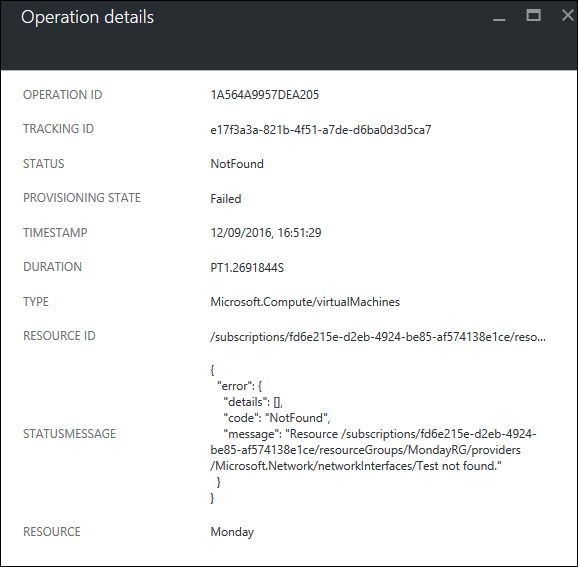 Operation details
OPERATION ID 1A564A9957DEA205
TRACKING ID e17f3a3a-821b-4f51-a7de-d6ba0d3d5ca7
STATUS NotFound
PROVISIONING STATE Failed
TIMESTAMP 12/09/2016, 16:51:29
DURATION PT1.2691844S
TYPE Microsoft.Compute/virtualMachines
RESOURCE ID /subscriptions/fd6e215e-d2eb-4924-be85-af574138e1ce/reso...
{
"error": {
"details": [],
"code": "NotFound",
STATUSMESSAGE "message": "Resource /subscriptions/fd6e215e-d2eb-4924-
be85-af574138e1ce/resourceGroups/MondayRG/providers
/Microsoft.Network/networkInterfaces/Test not found."
}
}
RESOURCE Monday